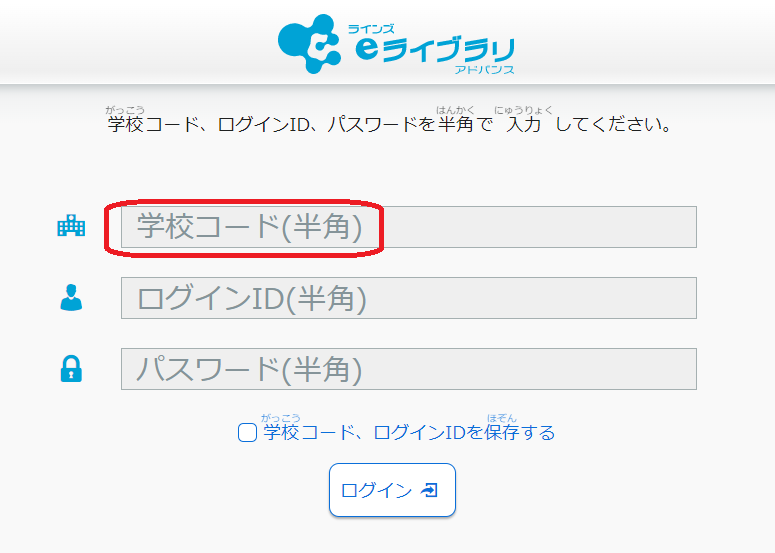 ラインズ
eライブラリ
アドバンス
がっこう はんかく にゅうりょく
学校コード、ログインID、パスワードを半角で 入力 してください。
学校コード(半角)
ログインID(半角)
パスワード(半角)
がっこう ほぞん
学校コード、ログインIDを保存する
ログイン